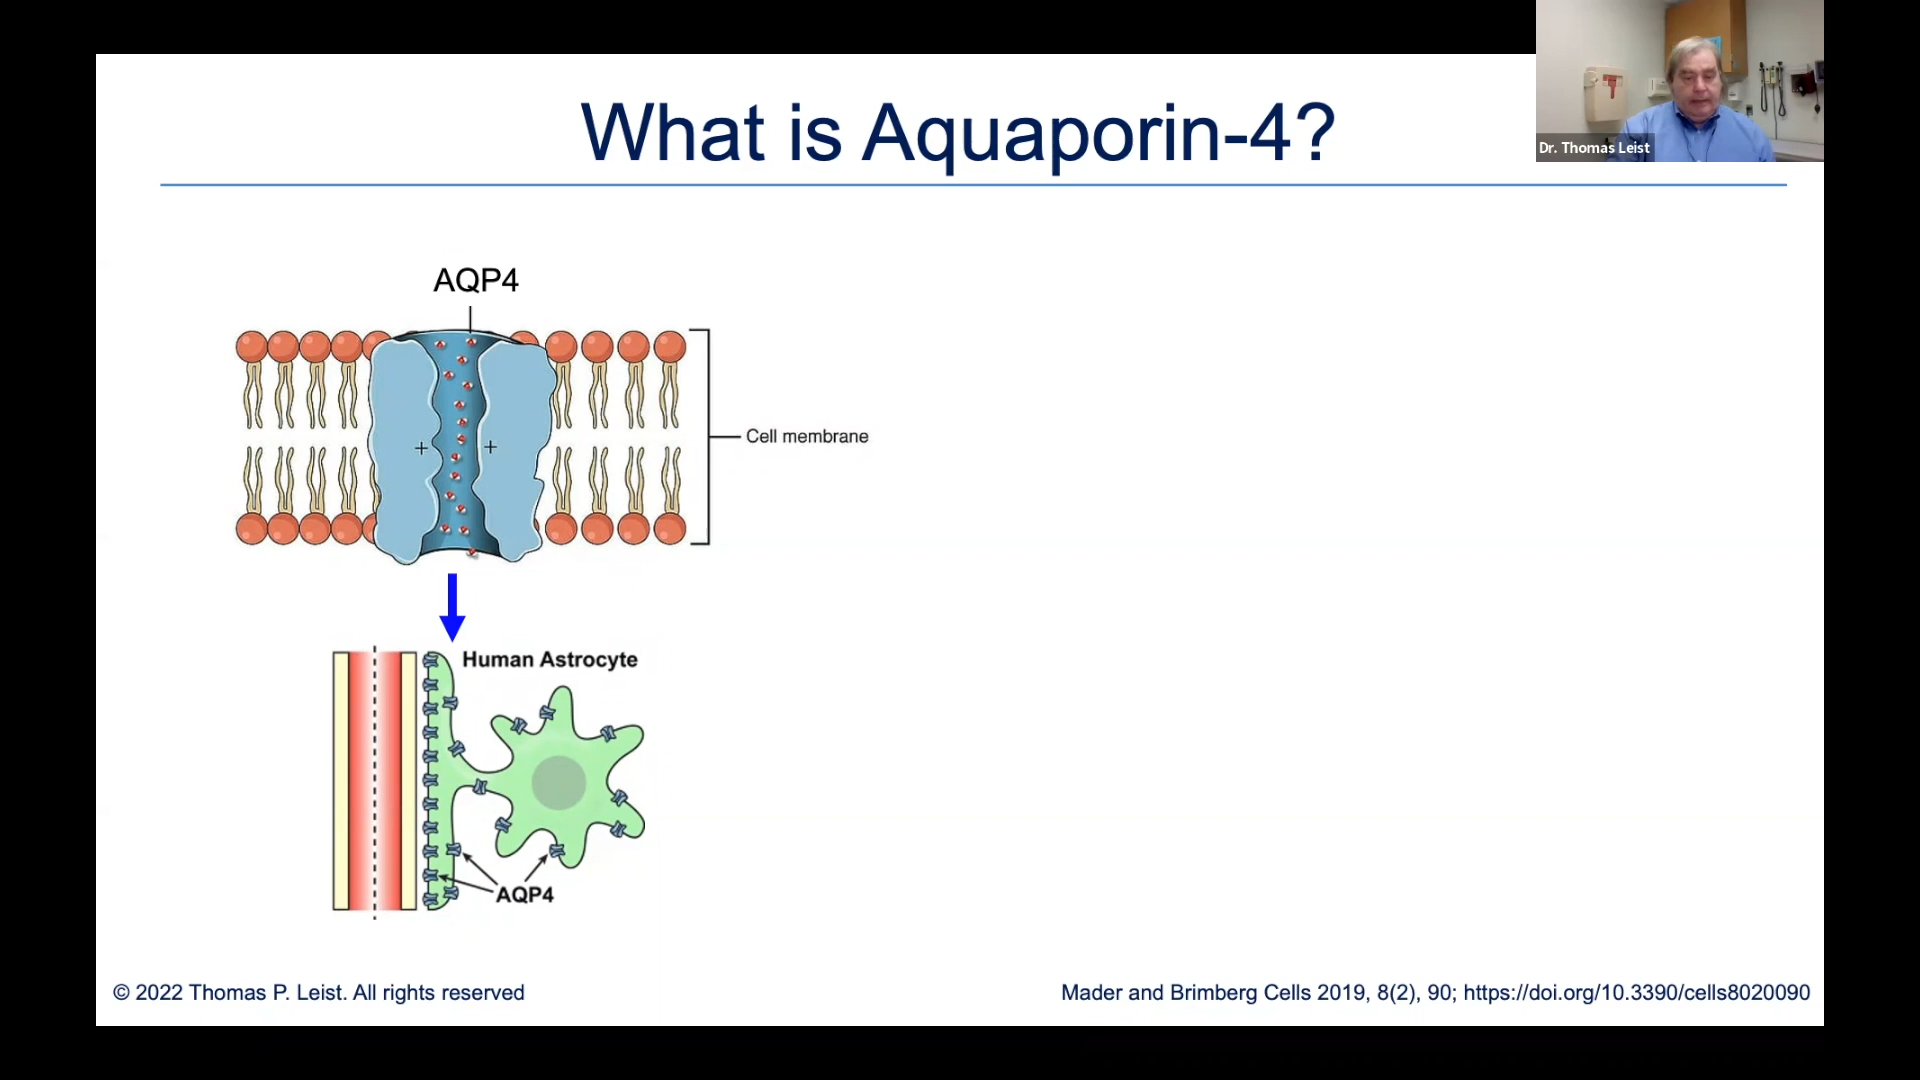 What is Aquaporin-4?
Dr. Thomas Leist
AQP4
+ +
Cell membrane
Human Astrocyte
AQP4
© 2022 Thomas P. Leist. All rights reserved
Mader and Brimberg Cells 2019, 8(2), 90; https://doi.org/10.3390/cells8020090